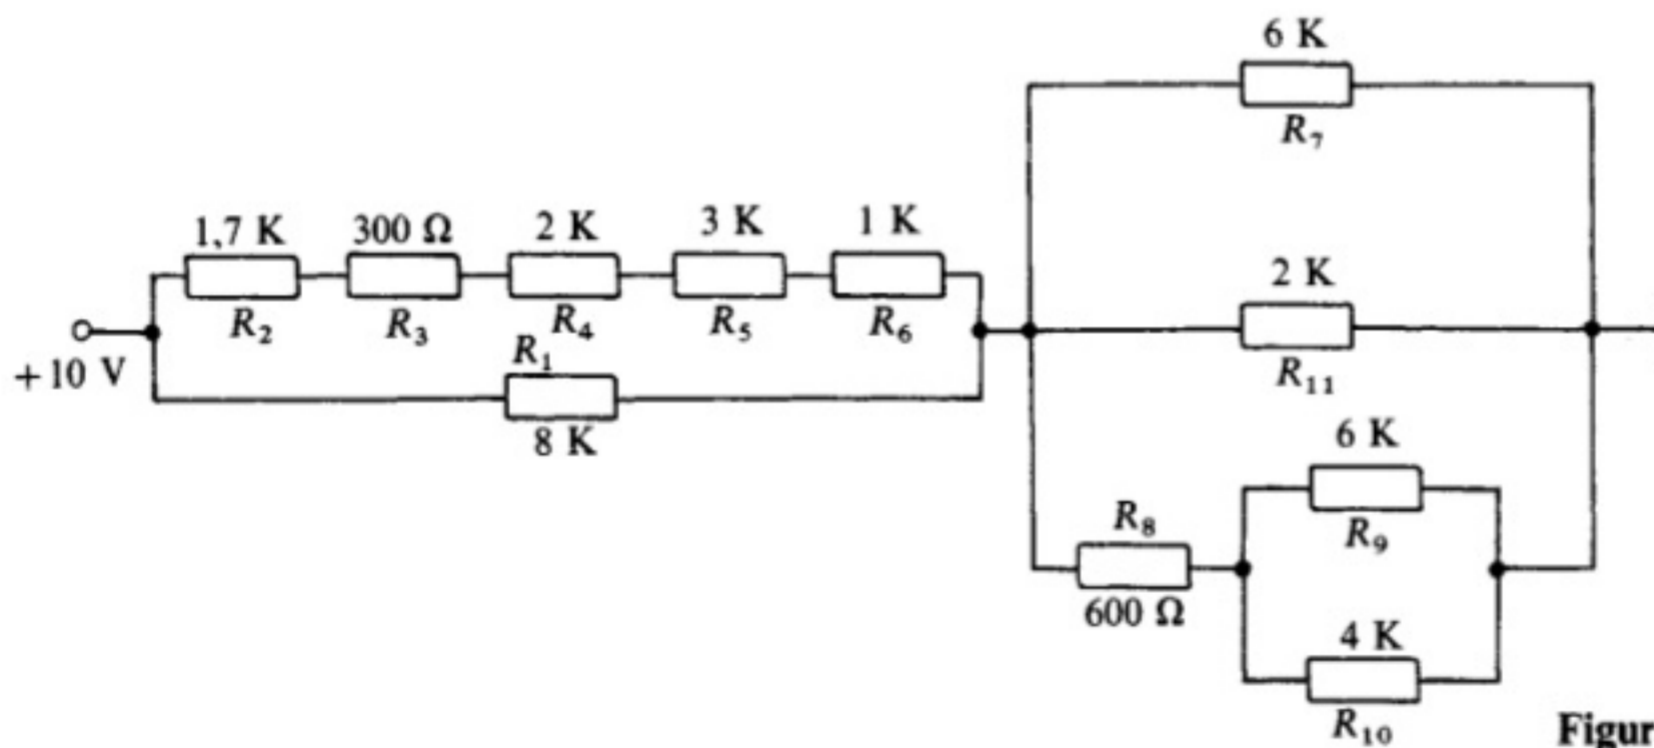 6 K
R₇
1,7 K 300 Ω 2 K 3 K 1 K
R₂ R₃ R₄ R₅ R₆
+10 V
R₁
8 K
2 K
R₁₁
6 K
R₉
R₈
600 Ω
4 K
R₁₀
Figur